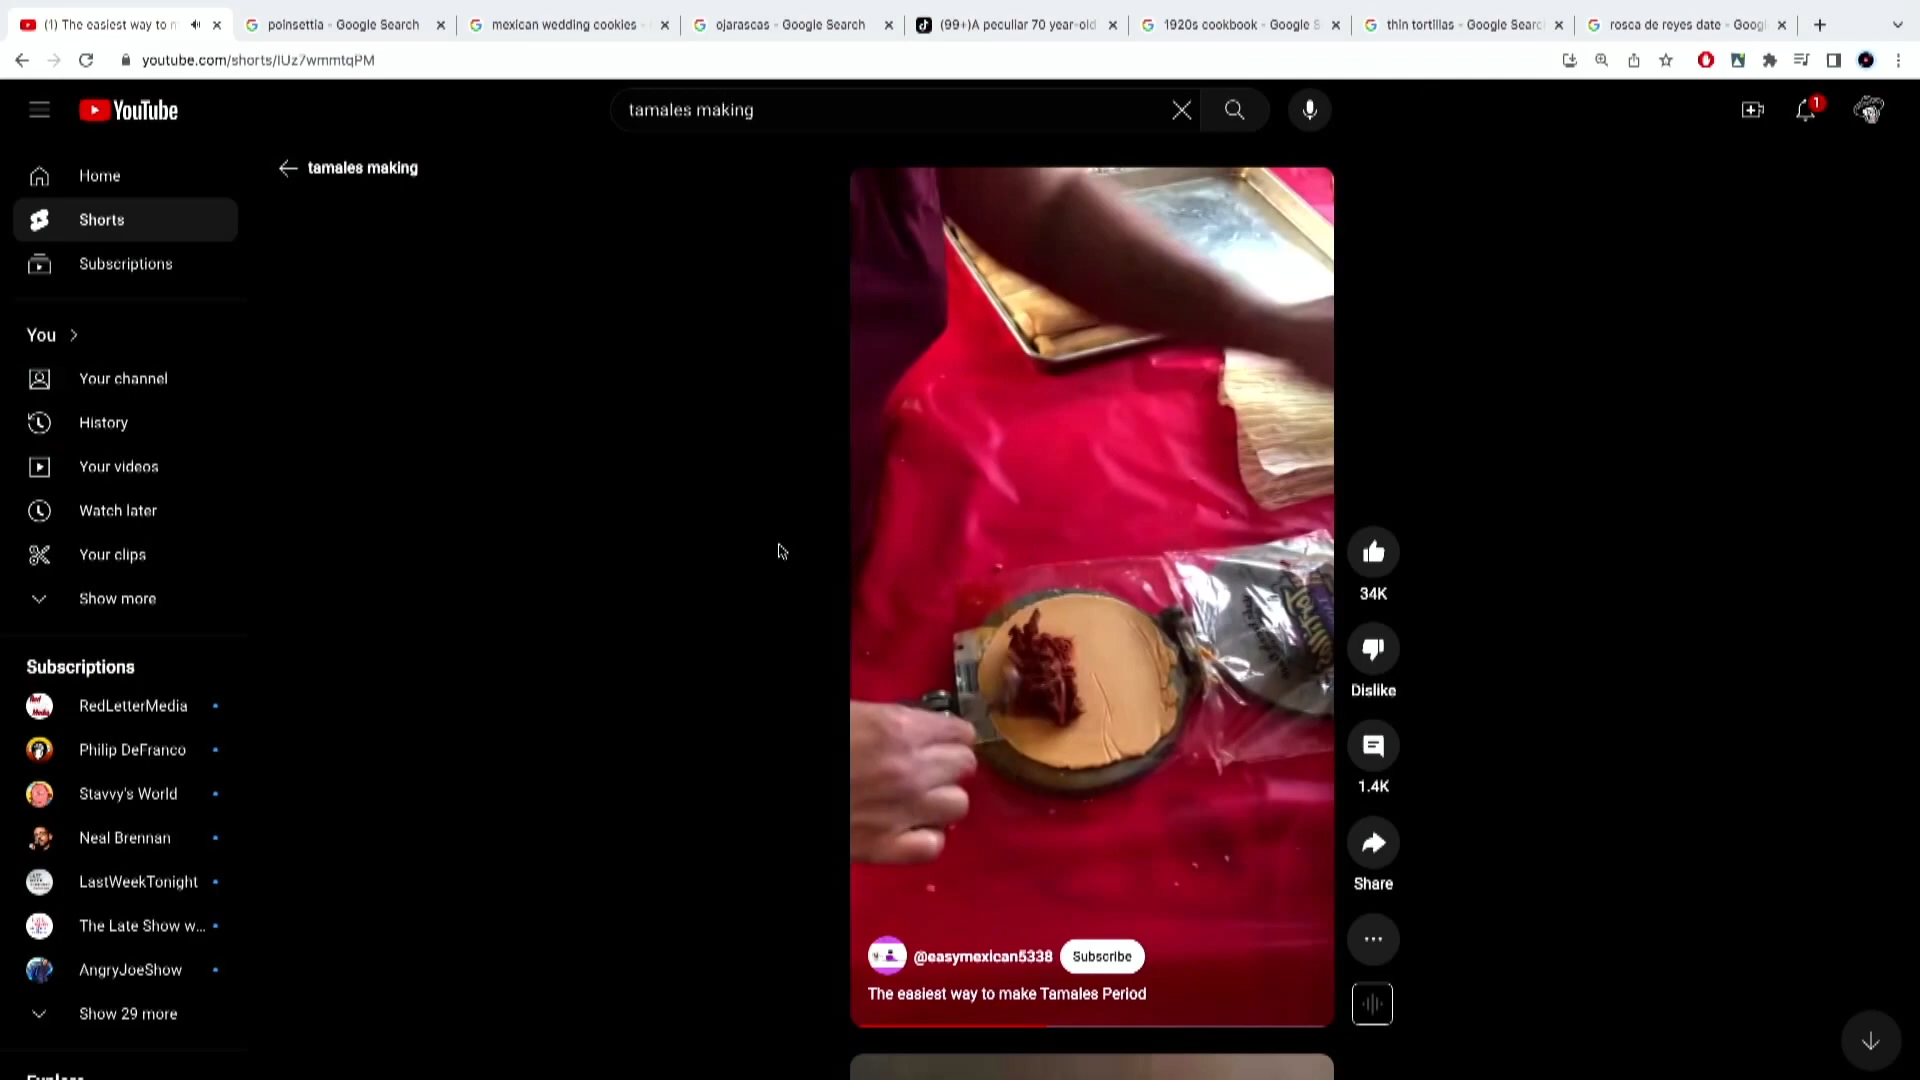 (1) The easiest way to m
poinsettia - Google Search
mexican wedding cookies -
ojarascas - Google Search
(99+)A peculiar 70 year-old
1920s cookbook - Google S
thin tortillas - Google Searc
rosca de reyes date - Goog
youtube.com/shorts/IUz7wmmtqPM
YouTube
tamales making
1
Home
tamales making
Shorts
Subscriptions
You
Your channel
History
Your videos
Watch later
Your clips
34K
Show more
Subscriptions
Dislike
RedLetterMedia
Philip DeFranco
1.4K
Stavvy's World
Neal Brennan
LastWeekTonight
Share
The Late Show w...
@easymexican5338
Subscribe
AngryJoeShow
The easiest way to make Tamales Period
Show 29 more